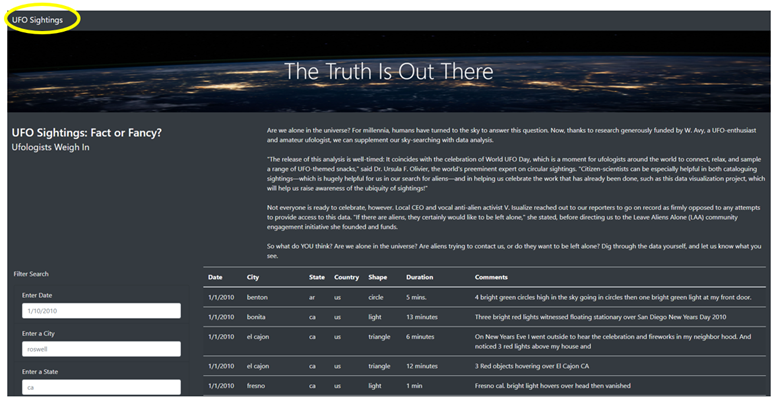 UFO Sightings
The Truth Is Out There
UFO Sightings: Fact or Fancy?
Ufologists Weigh In
Are we alone in the universe? For millennia, humans have turned to the sky to answer this question. Now, thanks to research generously funded by W. Avy, a UFO-enthusiast
and amateur ufologist, we can supplement our sky-searching with data analysis.
"The release of this analysis is well-timed: It coincides with the celebration of World UFO Day, which is a moment for ufologists around the world to connect, relax, and sample
a range of UFO-themed snacks," said Dr. Ursula F. Olivier, the world's preeminent expert on circular sightings. "Citizen-scientists can be especially helpful in both cataloguing
sightings—which is hugely helpful for us in our search for aliens—and in helping us celebrate the work that has already been done, such as this data visualization project, which
will help us raise awareness of the ubiquity of sightings!"
Not everyone is ready to celebrate, however. Local CEO and vocal anti-alien activist V. Isualize reached out to our reporters to go on record as firmly opposed to any attempts
to provide access to this data. "If there are aliens, they certainly would like to be left alone," she stated, before directing us to the Leave Aliens Alone (LAA) community
engagement initiative she founded and funds.
So what do YOU think? Are we alone in the universe? Are aliens trying to contact us, or do they want to be left alone? Dig through the data yourself, and let us know what you
see.
Filter Search
Enter Date
1/10/2010
Enter a City
roswell
Enter a State
ca
Date City State Country Shape Duration Comments
1/1/2010 benton ar us circle 5 mins. 4 bright green circles high in the sky going in circles then one bright green light at my front door.
1/1/2010 bonita ca us light 13 minutes Three bright red lights witnessed floating stationary over San Diego New Years Day 2010
1/1/2010 el cajon ca us triangle 6 minutes On New Years Eve I went outside to hear the celebration and fireworks in my neighbor hood. And
noticed 3 red lights above my house and
1/1/2010 el cajon ca us triangle 12 minutes 3 Red objects hovering over El Cajon CA
1/1/2010 fresno ca us light 1 min Fresno cal. bright light hovers over head then vanished